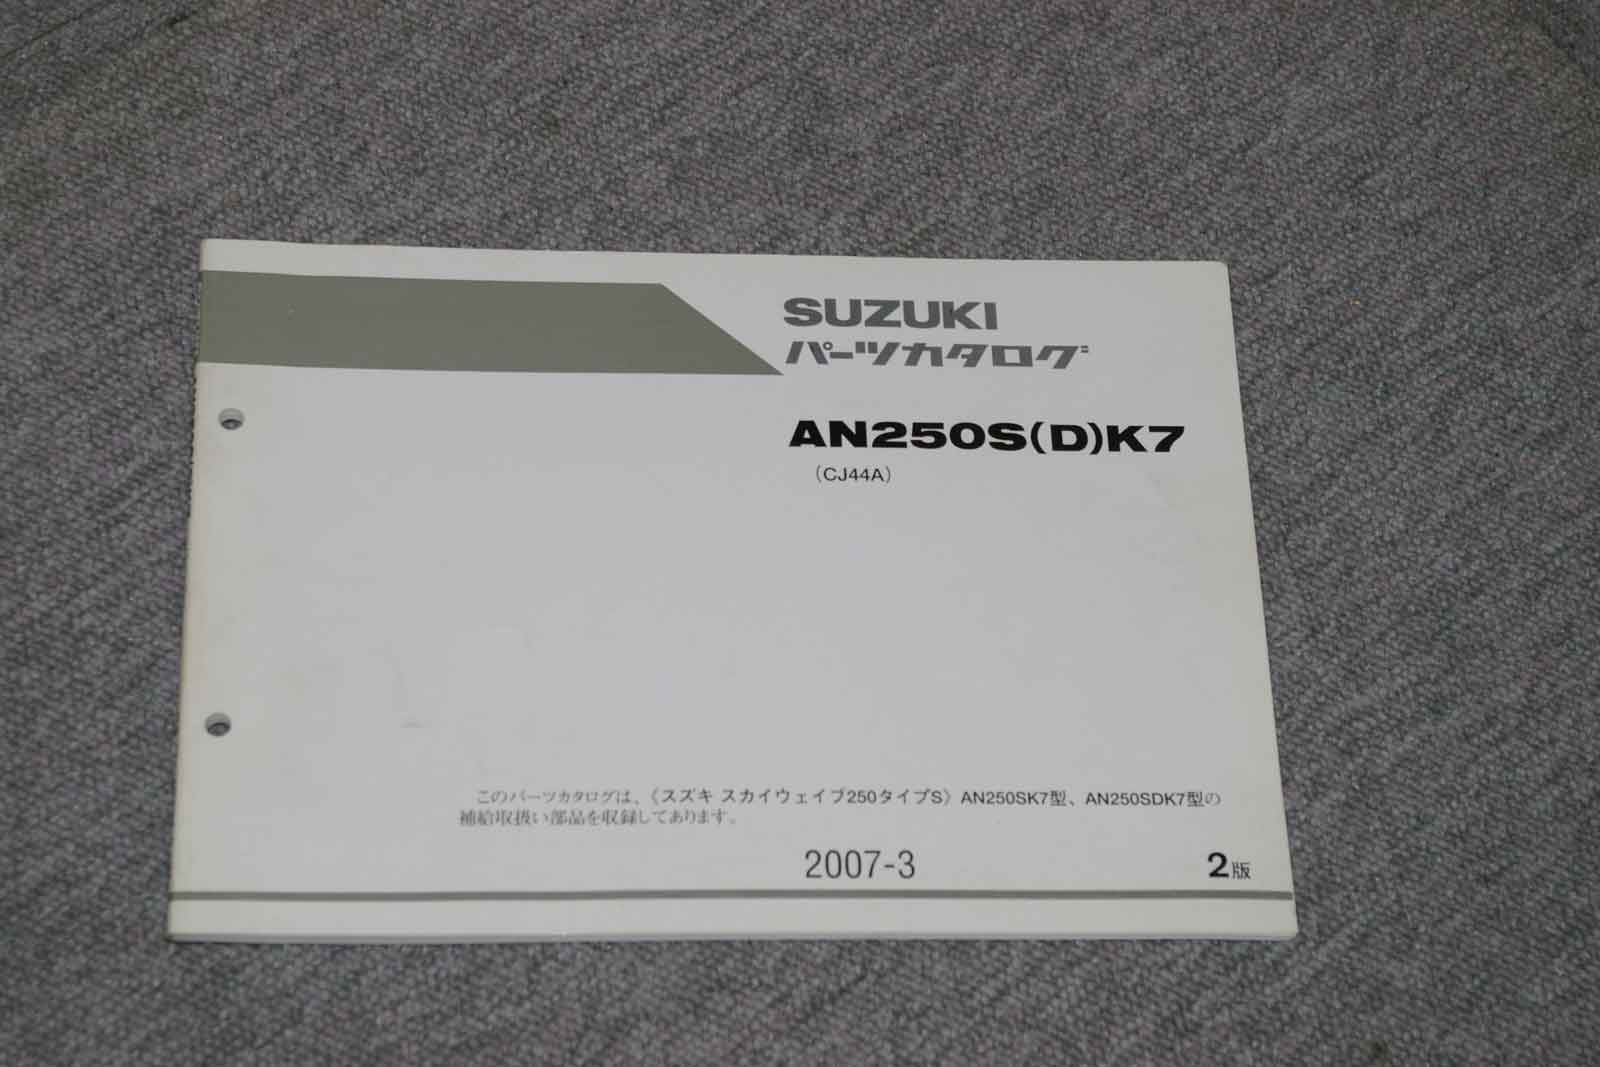 SUZUKI
パーツカタログ
AN250S(D)K7
(CJ44A)
このパーツカタログは、〈スズキ スカイウェイブ250タイプS〉AN250SK7型、AN250SDK7型の
補給取扱い部品を収録してあります。
2007-3
2版